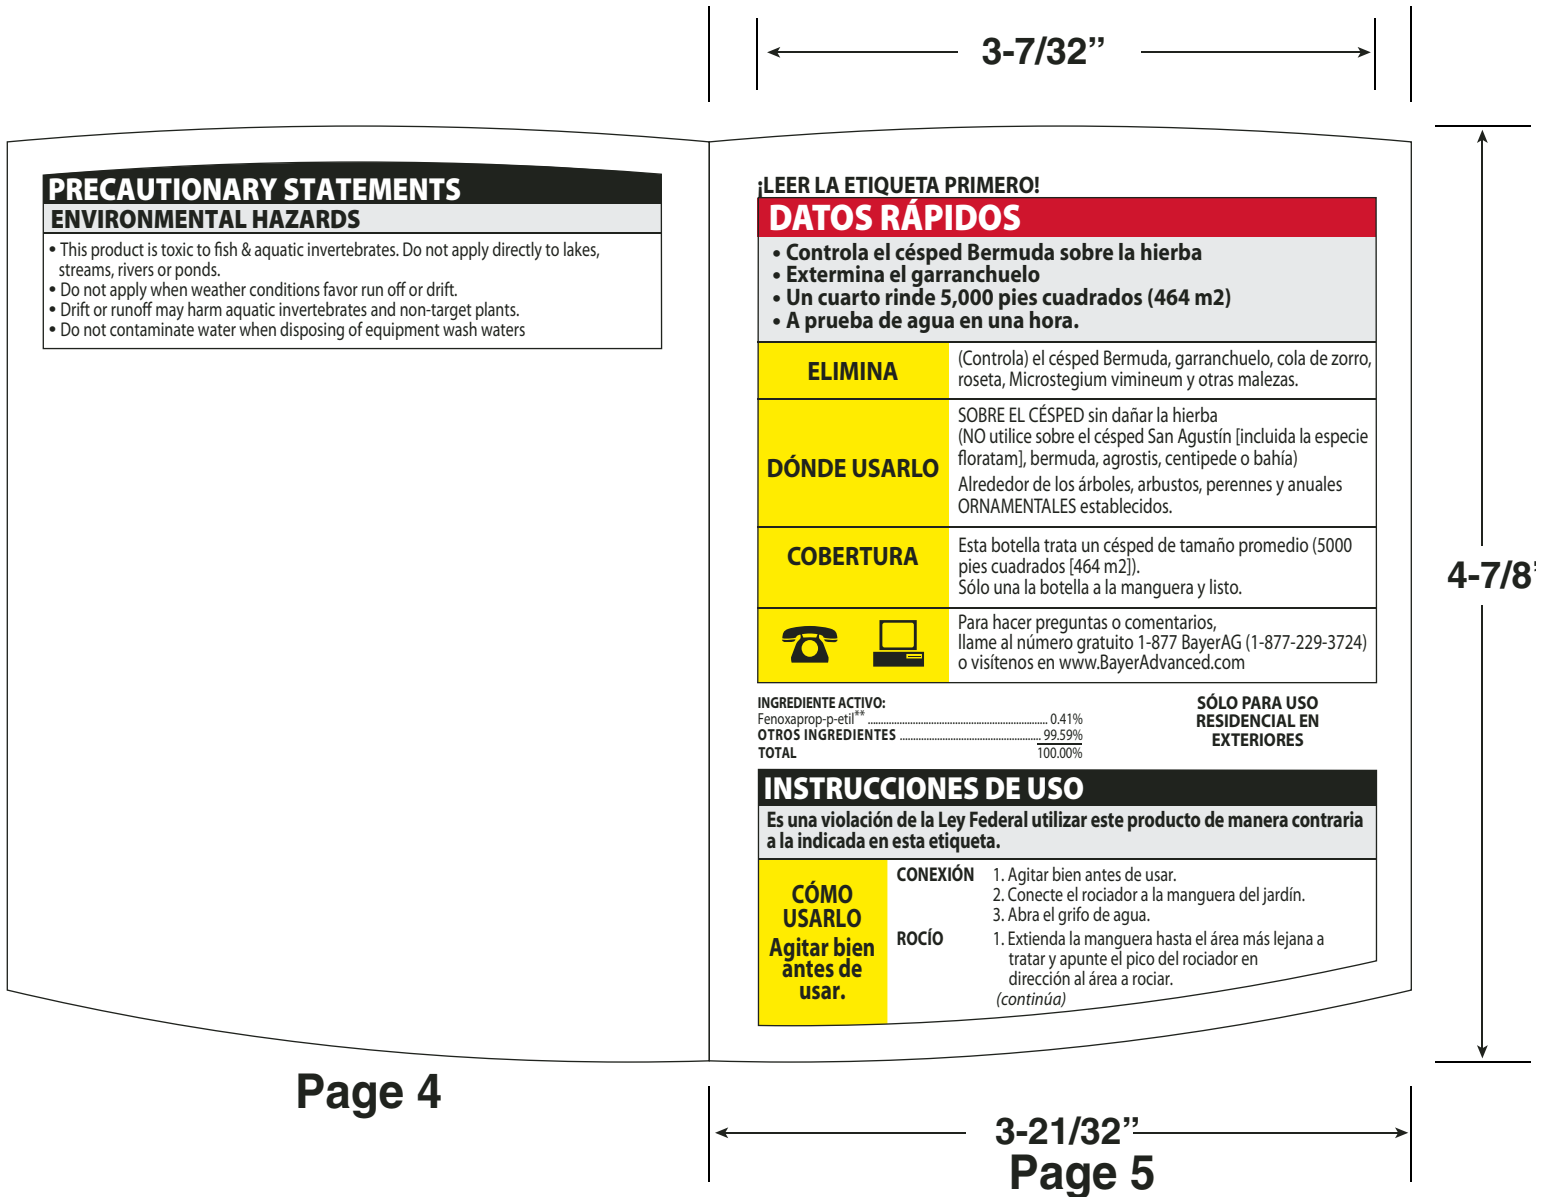 3-7/32”
PRECAUTIONARY STATEMENTS
ENVIRONMENTAL HAZARDS
• This product is toxic to fish & aquatic invertebrates. Do not apply directly to lakes,
streams, rivers or ponds.
• Do not apply when weather conditions favor run off or drift.
• Drift or runoff may harm aquatic invertebrates and non-target plants.
• Do not contaminate water when disposing of equipment wash waters
Page 4
¡LEER LA ETIQUETA PRIMERO!
DATOS RÁPIDOS
• Controla el césped Bermuda sobre la hierba
• Extermina el garranchuelo
• Un cuarto rinde 5,000 pies cuadrados (464 m2)
• A prueba de agua en una hora.
ELIMINA
(Controla) el césped Bermuda, garranchuelo, cola de zorro,
roseta, Microstegium vimineum y otras malezas.
DÓNDE USARLO
SOBRE EL CÉSPED sin dañar la hierba
(NO utilice sobre el césped San Agustín [incluida la especie
floratam], bermuda, agrostis, centipede o bahía)
Alrededor de los árboles, arbustos, perennes y anuales
ORNAMENTALES establecidos.
COBERTURA
Esta botella trata un césped de tamaño promedio (5000
pies cuadrados [464 m2]).
Sólo una la botella a la manguera y listo.
Para hacer preguntas o comentarios,
llame al número gratuito 1-877 BayerAG (1-877-229-3724)
o visítenos en www.BayerAdvanced.com
INGREDIENTE ACTIVO:
Fenoxaprop-p-etil** ........ 0.41%
OTROS INGREDIENTES ........ 99.59%
TOTAL 100.00%
SÓLO PARA USO
RESIDENCIAL EN
EXTERIORES
INSTRUCCIONES DE USO
Es una violación de la Ley Federal utilizar este producto de manera contraria
a la indicada en esta etiqueta.
CÓMO
USARLO
Agitar bien
antes de
usar.
CONEXIÓN
1. Agitar bien antes de usar.
2. Conecte el rociador a la manguera del jardín.
3. Abra el grifo de agua.
ROCÍO
1. Extienda la manguera hasta el área más lejana a
tratar y apunte el pico del rociador en
dirección al área a rociar.
(continúa)
4-7/8”
3-21/32”
Page 5